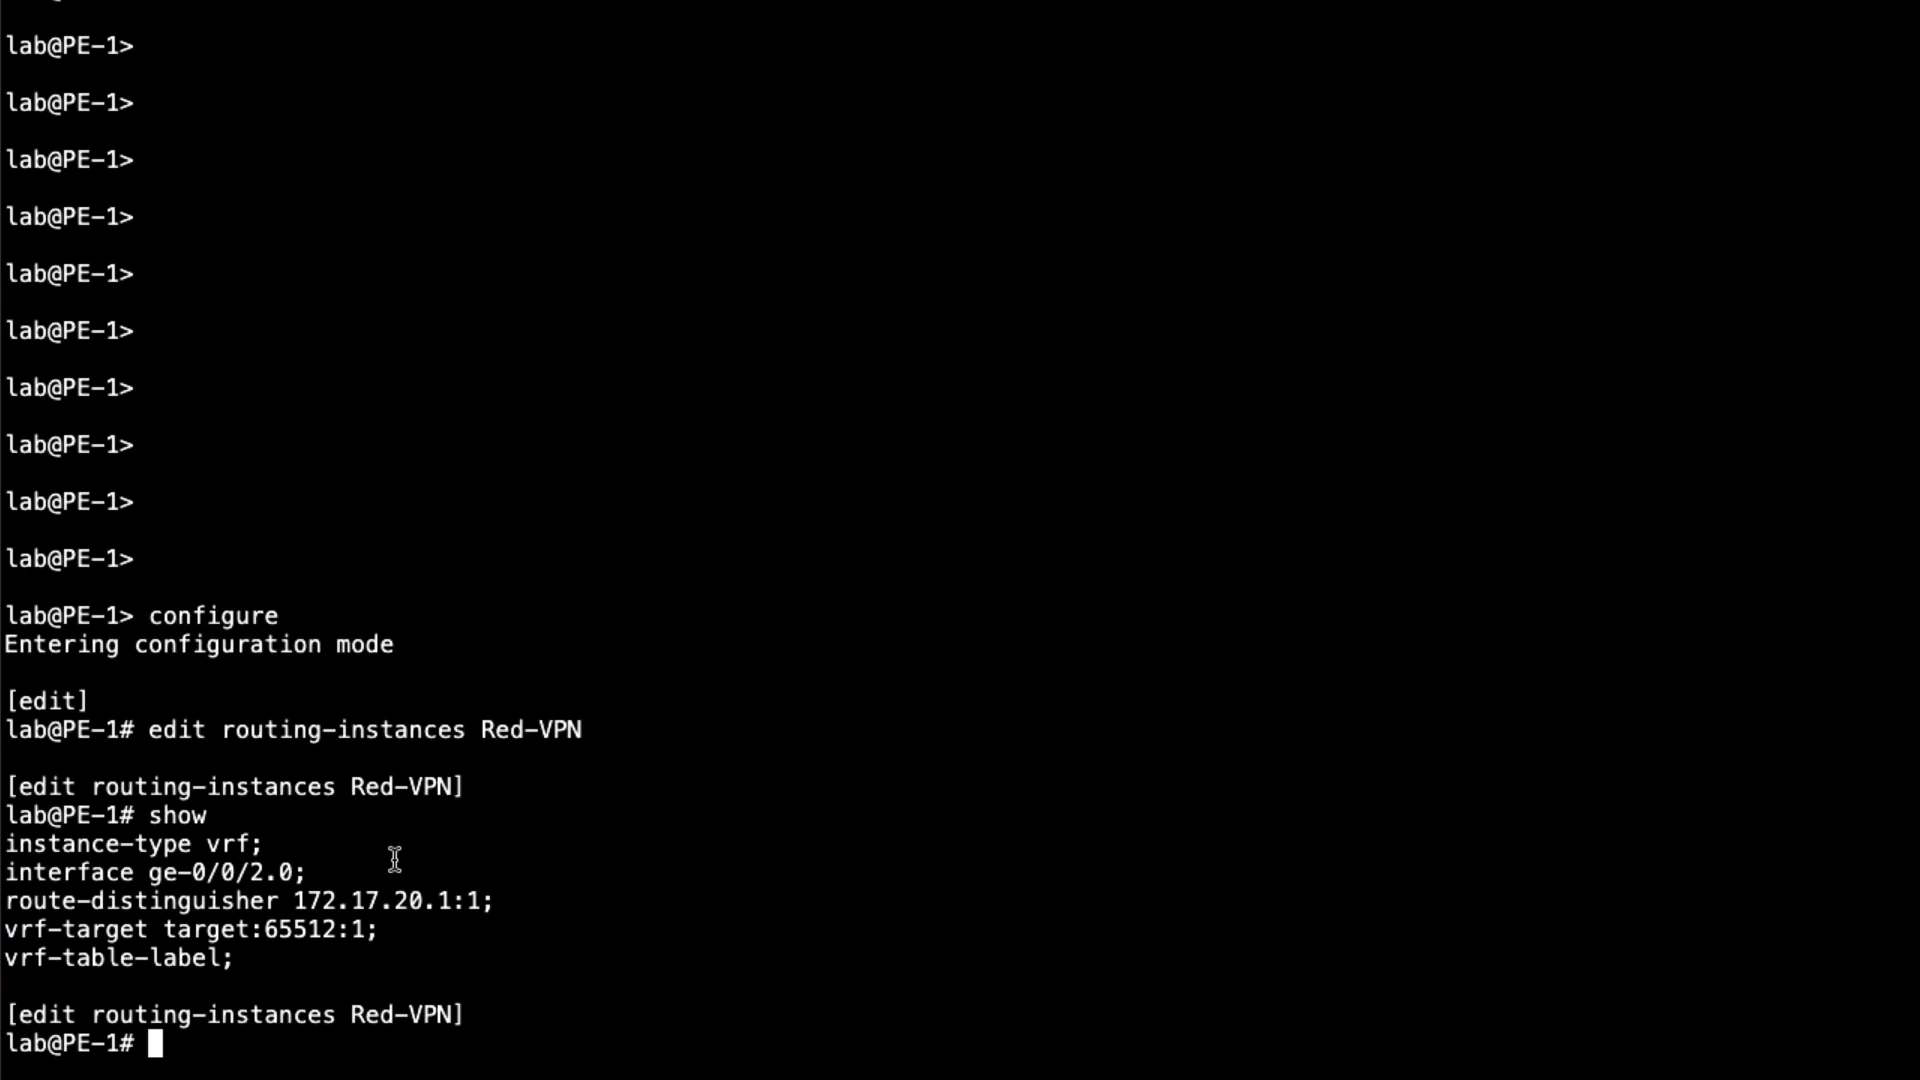 lab@PE-1>
lab@PE-1>
lab@PE-1>
lab@PE-1>
lab@PE-1>
lab@PE-1>
lab@PE-1>
lab@PE-1>
lab@PE-1>
lab@PE-1>
lab@PE-1> configure
Entering configuration mode
[edit]
lab@PE-1# edit routing-instances Red-VPN
[edit routing-instances Red-VPN]
lab@PE-1# show
instance-type vrf;
interface ge-0/0/2.0;
route-distinguisher 172.17.20.1:1;
vrf-target target:65512:1;
vrf-table-label;
[edit routing-instances Red-VPN]
lab@PE-1#